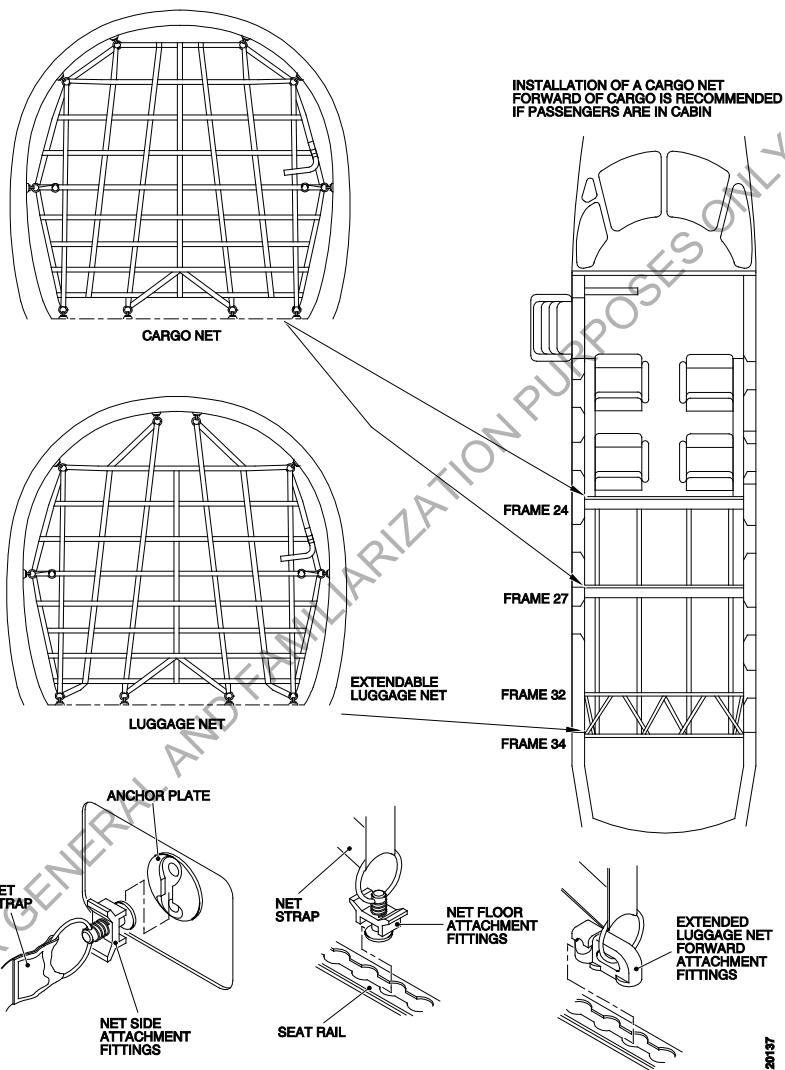 INSTALLATION OF A CARGO NET
FORWARD OF CARGO IS RECOMMENDED
IF PASSENGERS ARE IN CABIN
CARGO NET
FRAME 24
FRAME 27
EXTENDABLE
LUGGAGE NET
FRAME 32
LUGGAGE NET
FRAME 34
ANCHOR PLATE
STRAP
NET SIDE
ATTACHMENT
FITTINGS
NET
STRAP
NET FLOOR
ATTACHMENT
FITTINGS
SEAT RAIL
EXTENDED
LUGGAGE NET
FORWARD
ATTACHMENT
FITTINGS
20137
GENERAL AND FAMILIARIZATION PURPOSES ONLY